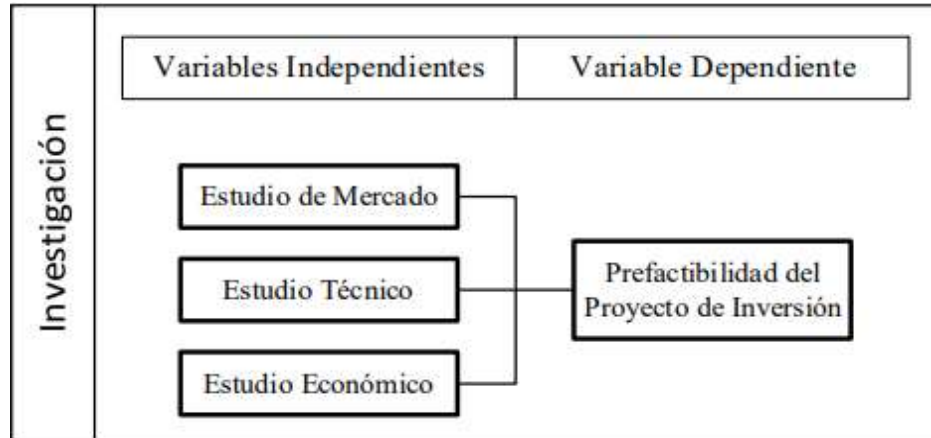 Investigación
Variables Independientes
Variable Dependiente
Estudio de Mercado
Estudio Técnico
Estudio Económico
Prefactibilidad del
Proyecto de Inversión